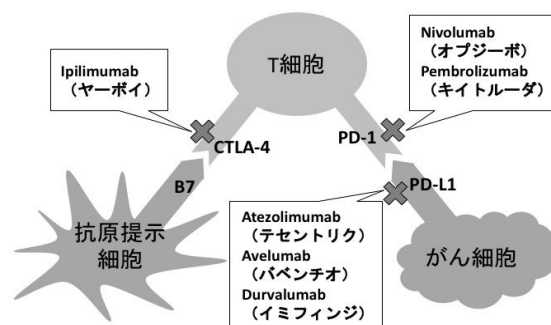 T細胞
Ipilimumab
（ヤーボイ）
Nivolumab
（オプジーボ）
Pembrolizumab
（キイトルーダ）
CTLA-4
PD-1
B7
PD-L1
抗原提示
細胞
Atezolimumab
（テセントリク）
Avelumab
（バベンチオ）
Durvalumab
（イミフィンジ）
がん細胞